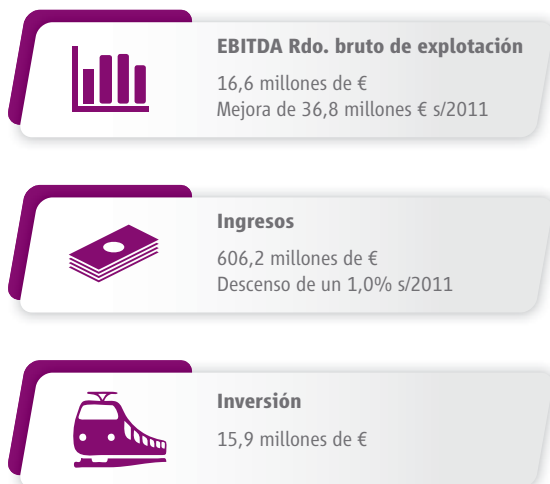 EBITDA Rdo. bruto de explotación
16,6 millones de €
Mejora de 36,8 millones € s/2011
Ingresos
606,2 millones de €
Descenso de un 1,0% s/2011
Inversión
15,9 millones de €